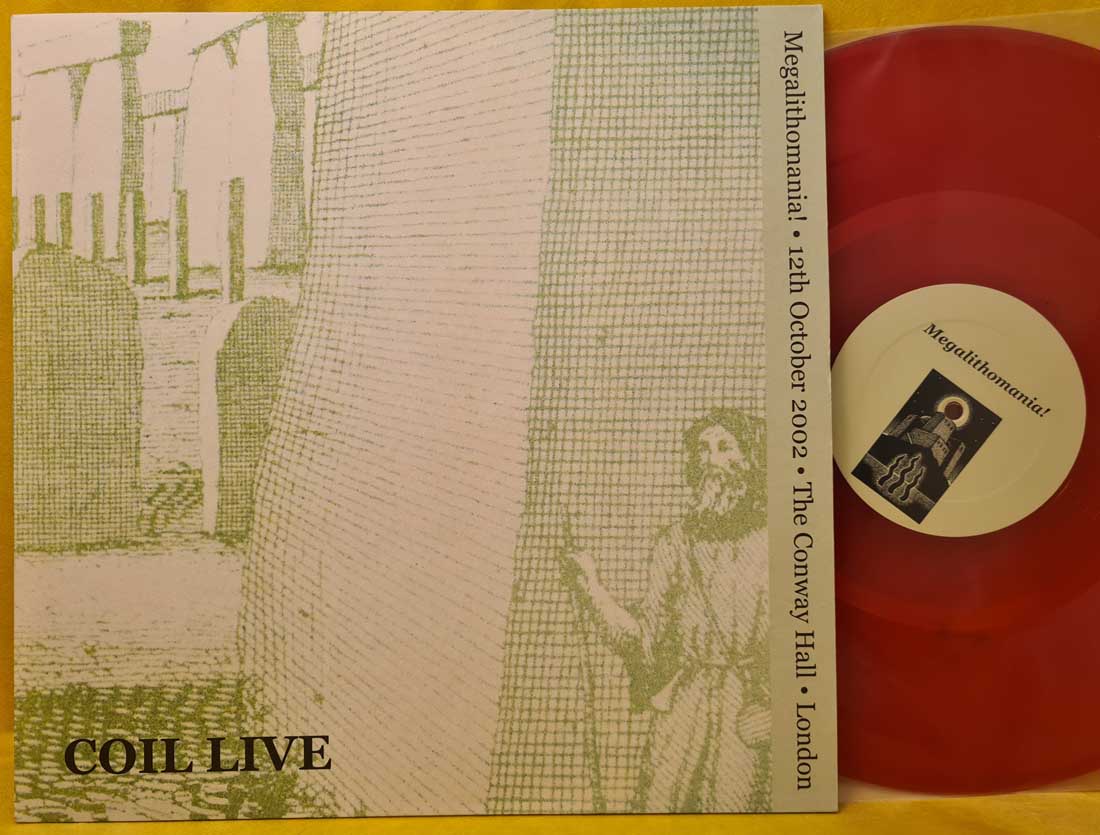 COIL LIVE
Megalithomania! • 12th October 2002 • The Conway Hall • London
Megalithomania!